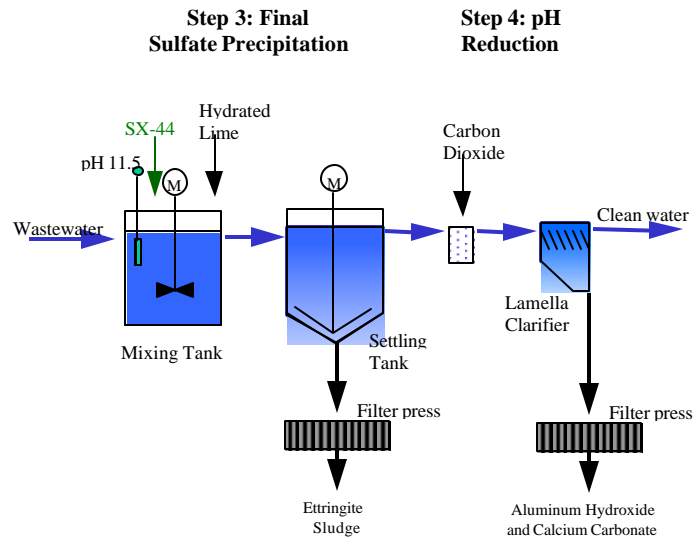 Step 3: Final
Sulfate Precipitation
Step 4: pH
Reduction
SX-44
Hydrated
Lime
pH 11.5
M
M
Carbon
Dioxide
Wastewater
Clean water
Mixing Tank
Settling
Tank
Lamella
Clarifier
Filter press
Filter press
Ettringite
Sludge
Aluminum Hydroxide
and Calcium Carbonate